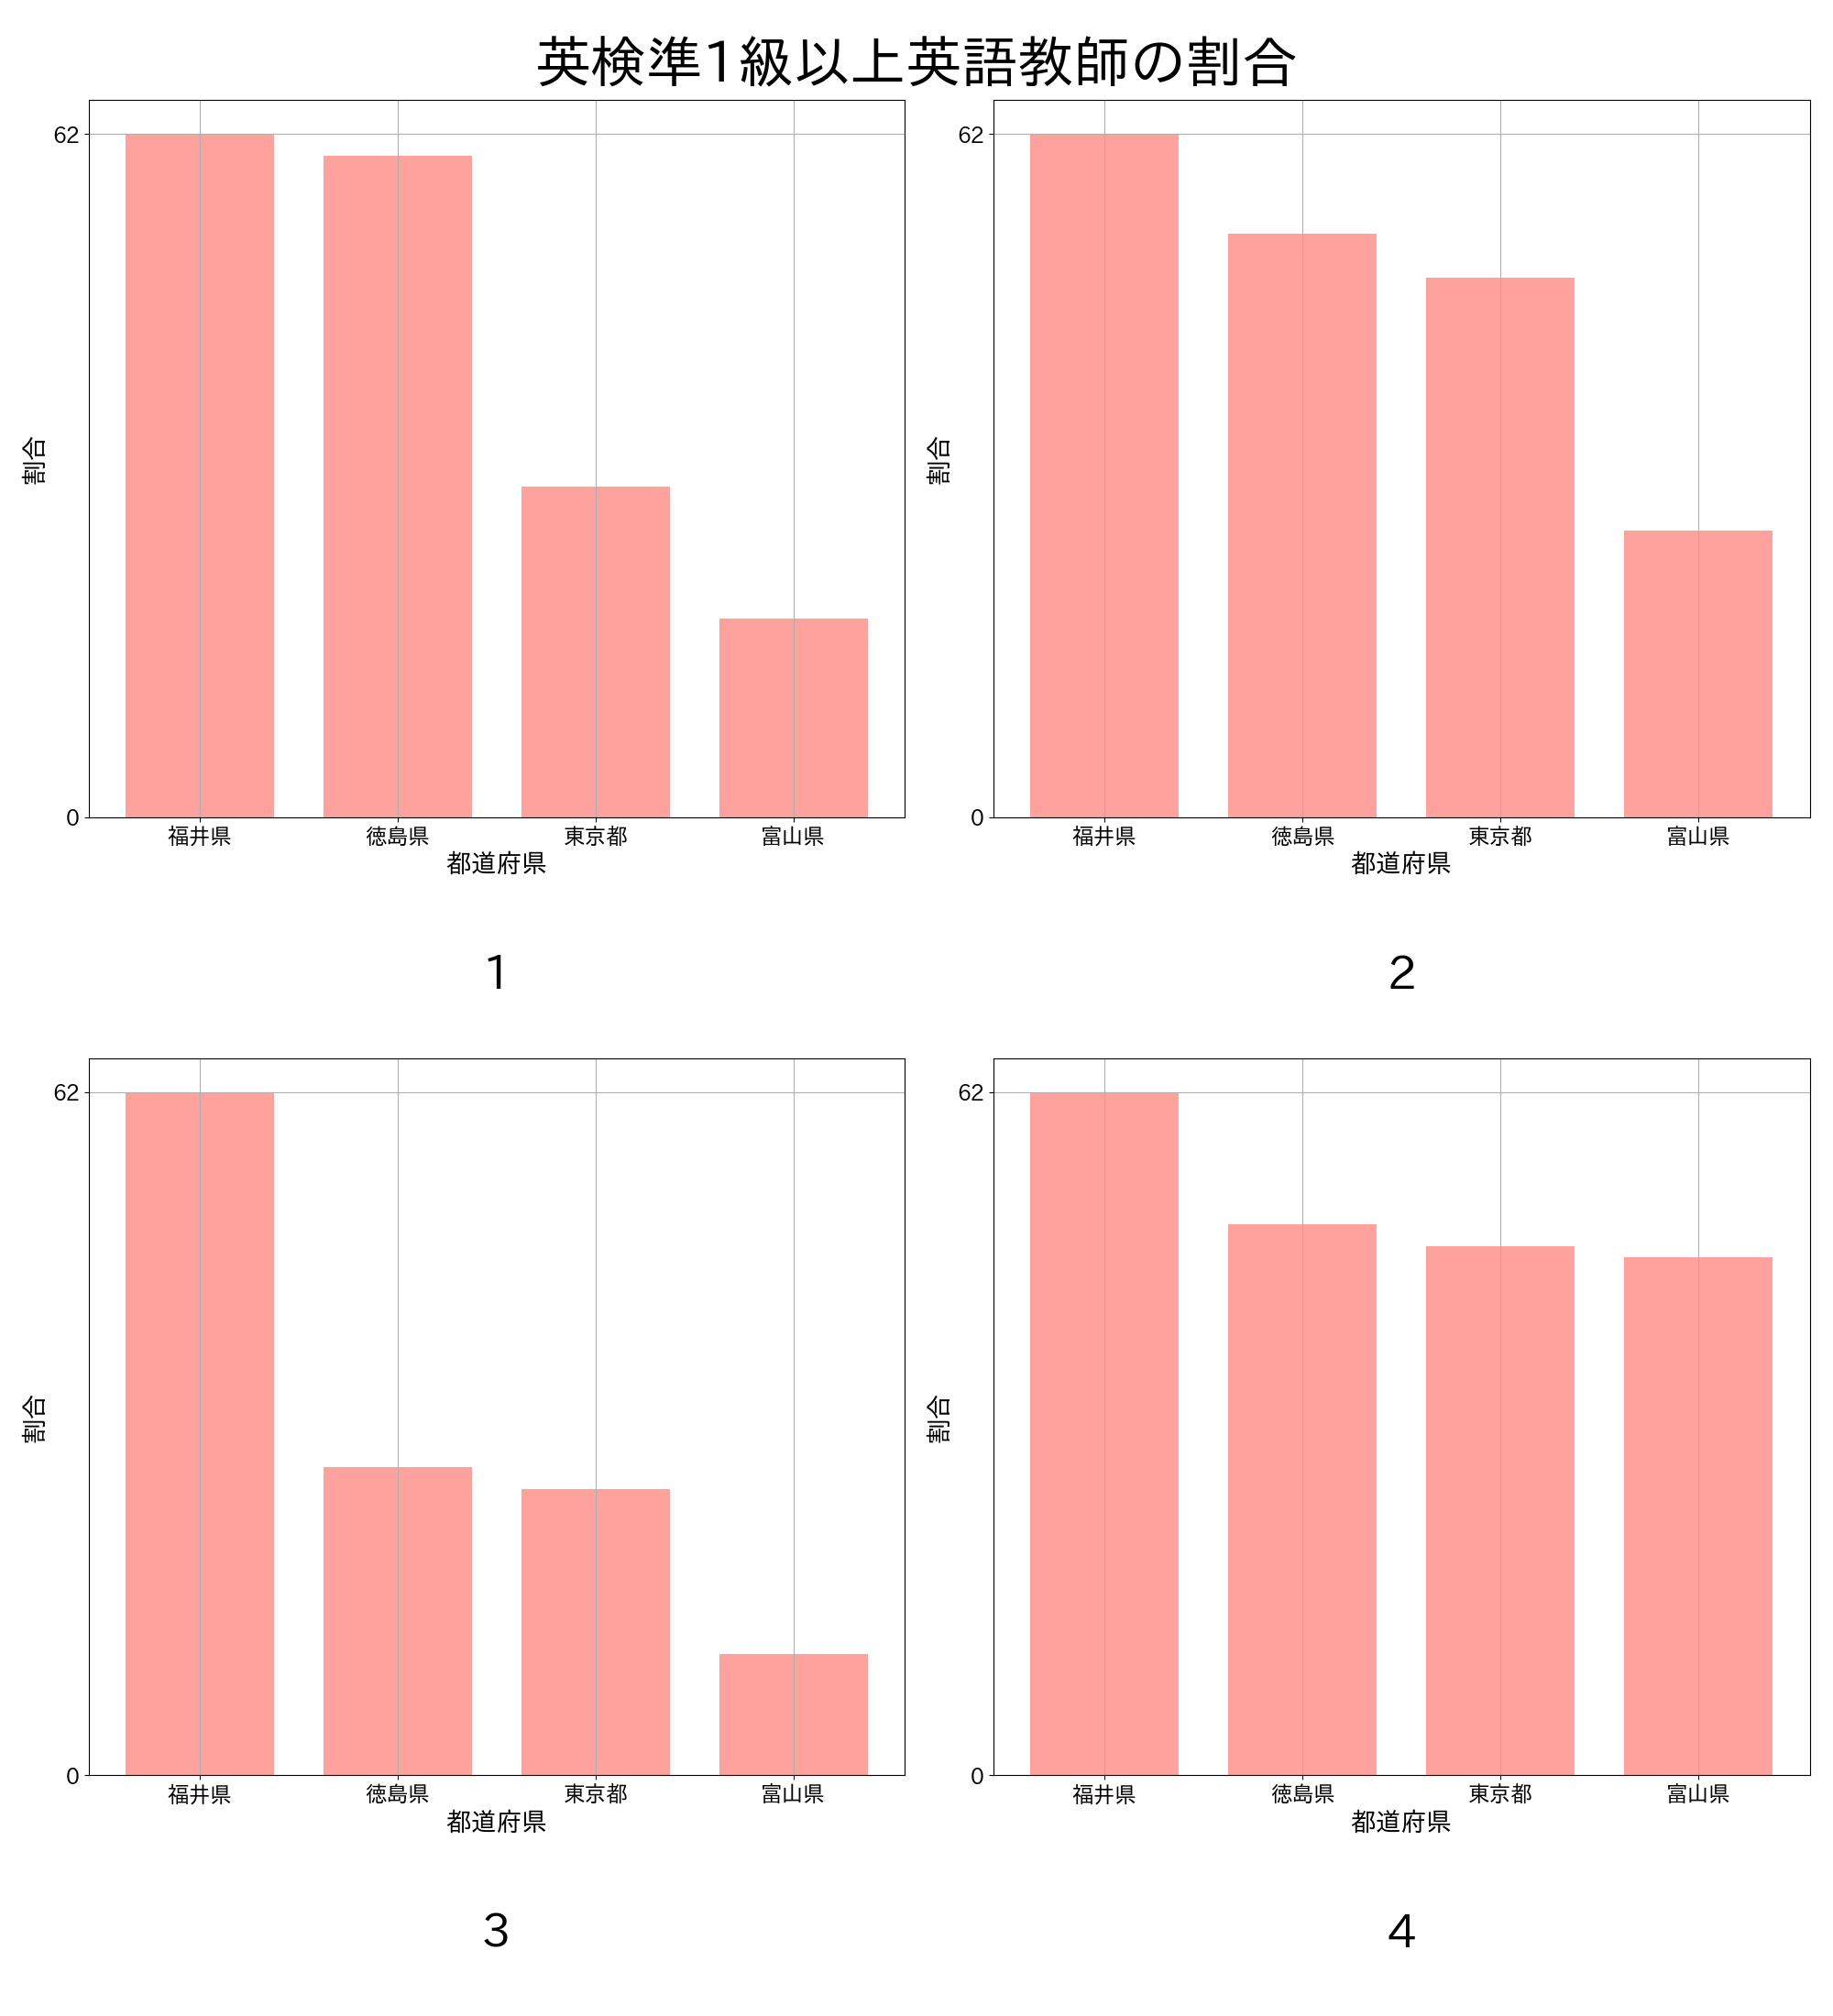 英検準1級以上英語教師の割合
62
0
割合
福井県 徳島県 東京都 富山県
都道府県
1
62
0
割合
福井県 徳島県 東京都 富山県
都道府県
2
62
0
割合
福井県 徳島県 東京都 富山県
都道府県
3
62
0
割合
福井県 徳島県 東京都 富山県
都道府県
4